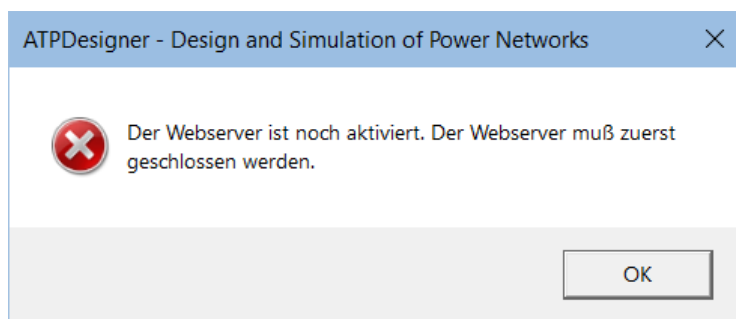 ATPDesigner - Design and Simulation of Power Networks
Der Webserver ist noch aktiviert. Der Webserver muß zuerst
geschlossen werden.
OK